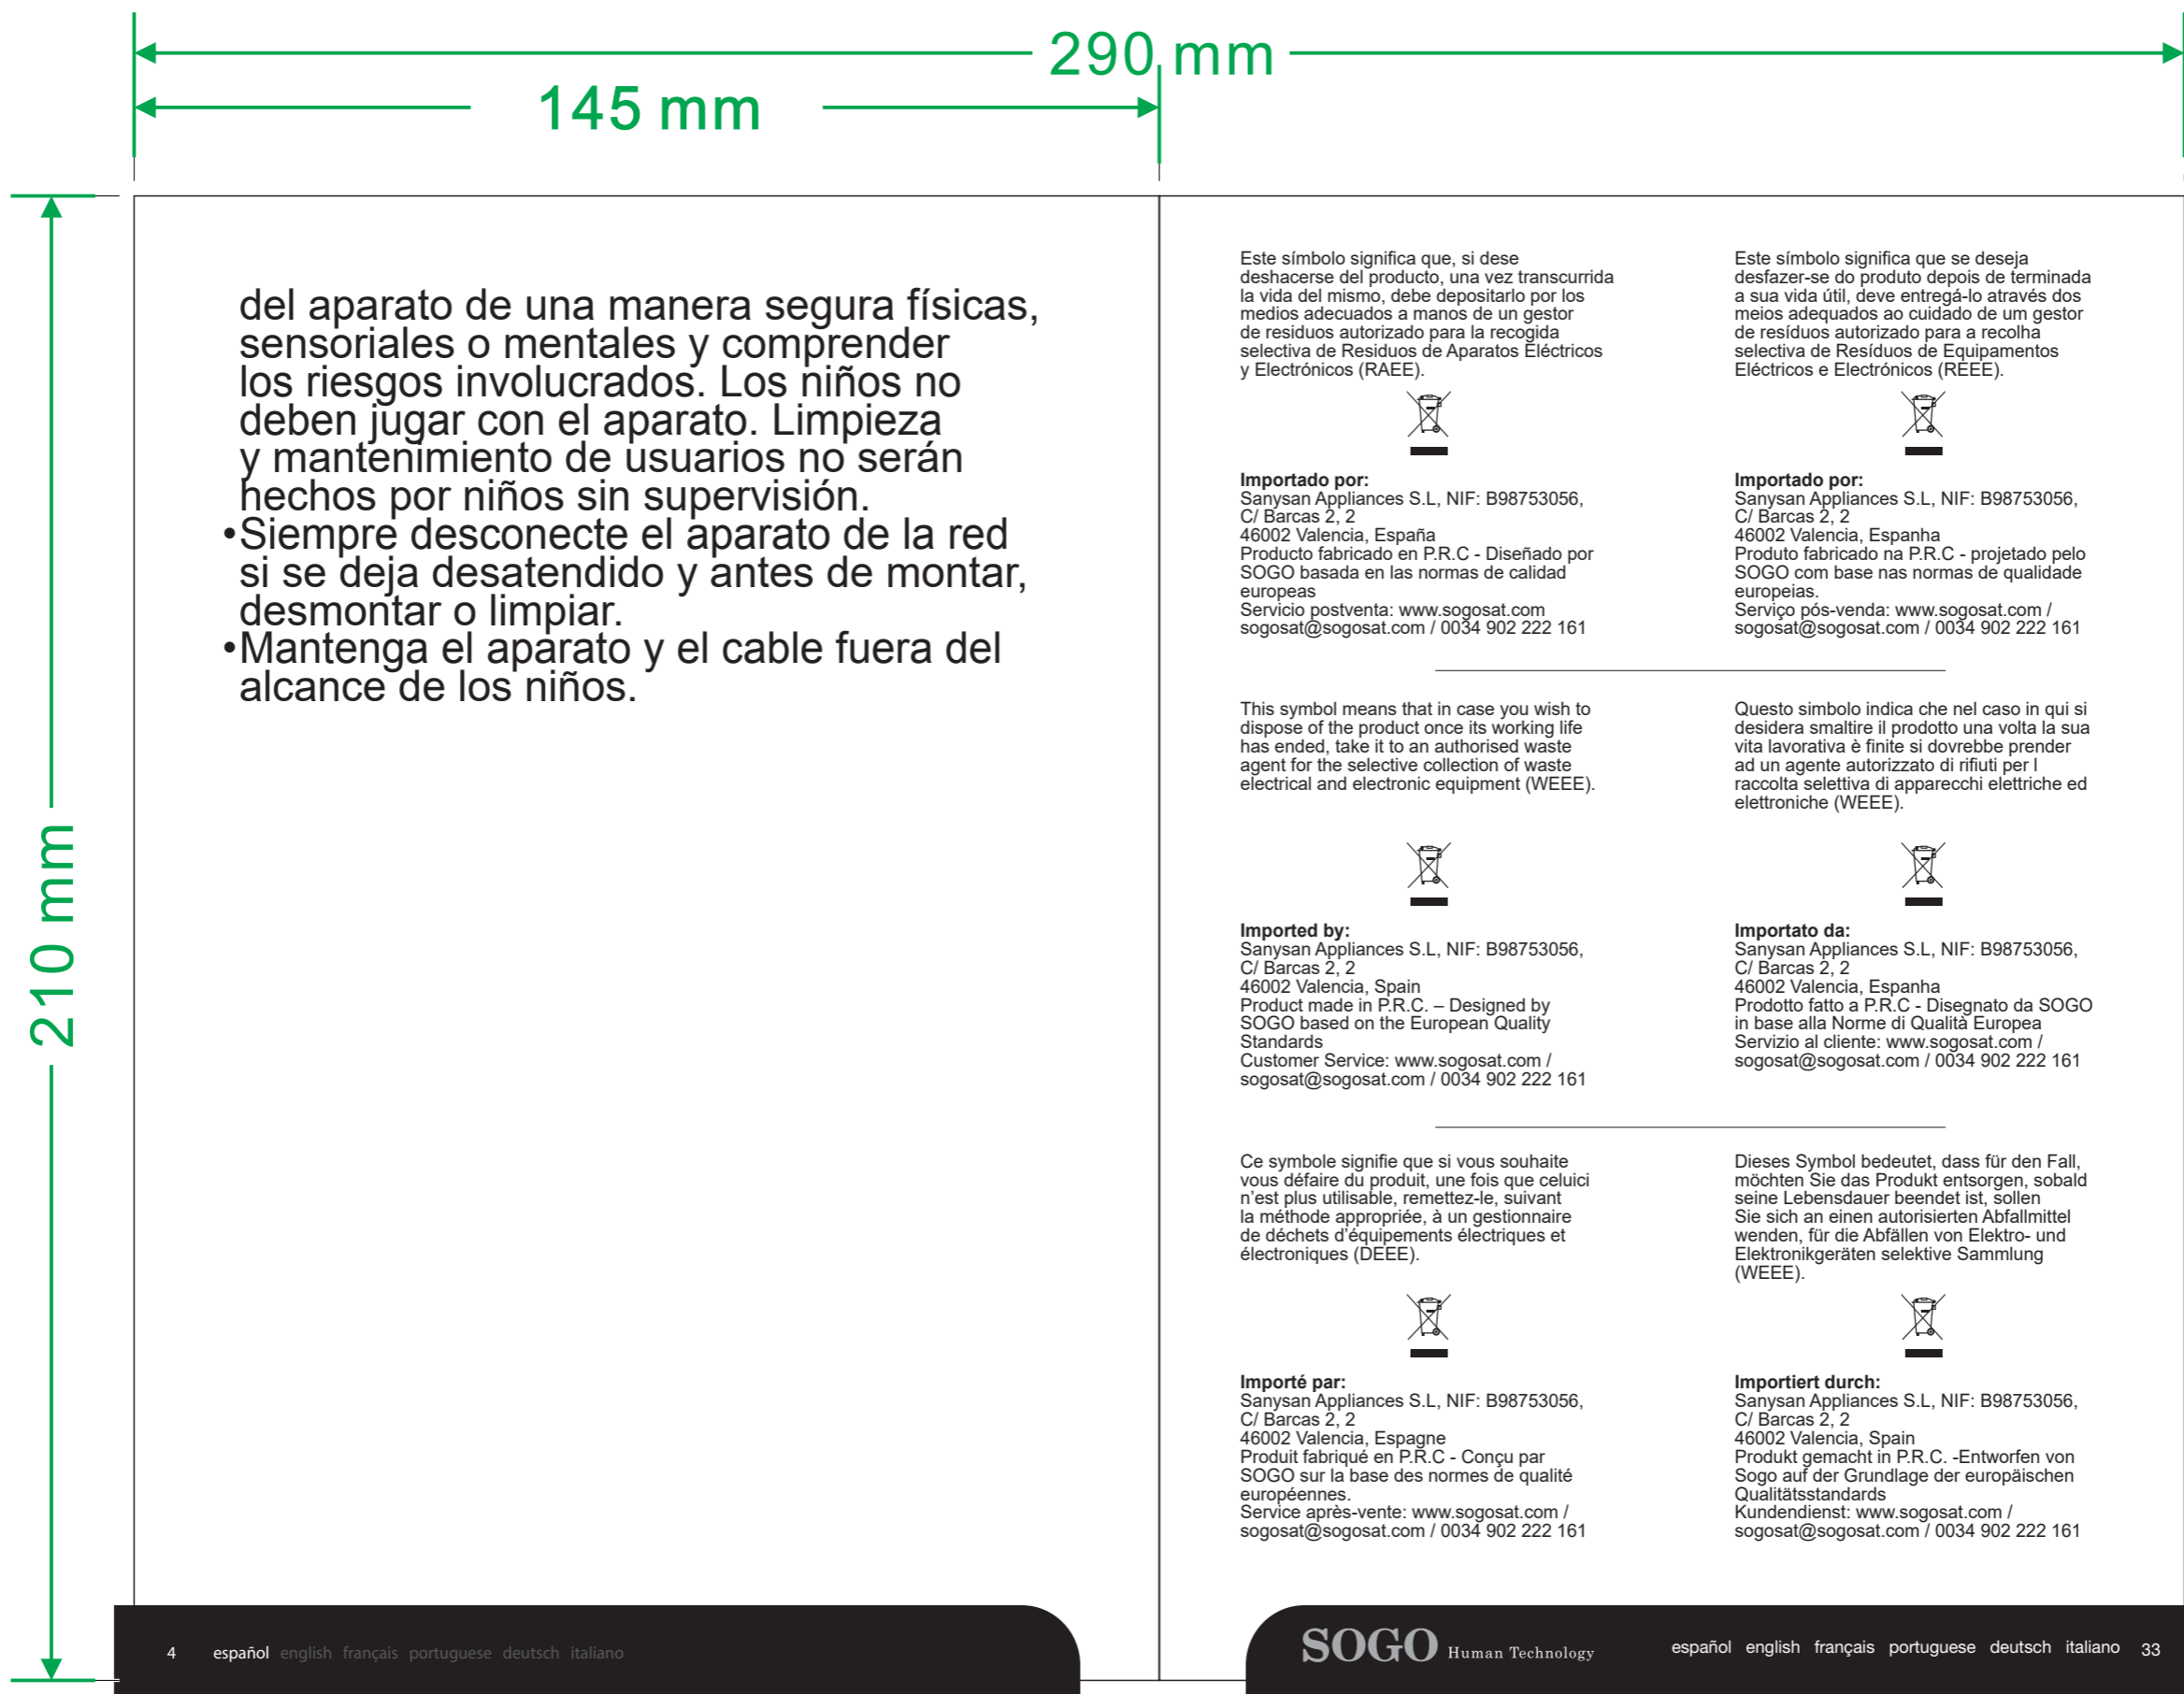 290 mm
145 mm
210 mm
del aparato de una manera segura físicas,
sensoriales o mentales y comprender
los riesgos involucrados. Los niños no
deben jugar con el aparato. Limpieza
y mantenimiento de usuarios no serán
hechos por niños sin supervisión.
•Siempre desconecte el aparato de la red
si se deja desatendido y antes de montar,
desmontar o limpiar.
•Mantenga el aparato y el cable fuera del
alcance de los niños.
4 español english français portuguese deutsch italiano
Este símbolo significa que, si dese
deshacerse del producto, una vez transcurrida
la vida del mismo, debe depositarlo por los
medios adecuados a manos de un gestor
de residuos autorizado para la recogida
selectiva de Residuos de Aparatos Eléctricos
y Electrónicos (RAEE).
Importado por:
Sanysan Appliances S.L, NIF: B98753056,
C/ Barcas 2, 2
46002 Valencia, España
Producto fabricado en P.R.C - Diseñado por
SOGO basada en las normas de calidad
europeas
Servicio postventa: www.sogosat.com
sogosat@sogosat.com / 0034 902 222 161
Este símbolo significa que se deseja
desfazer-se do produto depois de terminada
a sua vida útil, deve entregá-lo através dos
meios adequados ao cuidado de um gestor
de resíduos autorizado para a recolha
selectiva de Resíduos de Equipamentos
Eléctricos e Electrónicos (REEE).
Importado por:
Sanysan Appliances S.L, NIF: B98753056,
C/ Barcas 2, 2
46002 Valencia, Espanha
Produto fabricado na P.R.C - projetado pelo
SOGO com base nas normas de qualidade
europeias.
Serviço pós-venda: www.sogosat.com /
sogosat@sogosat.com / 0034 902 222 161
This symbol means that in case you wish to
dispose of the product once its working life
has ended, take it to an authorised waste
agent for the selective collection of waste
electrical and electronic equipment (WEEE).
Imported by:
Sanysan Appliances S.L, NIF: B98753056,
C/ Barcas 2, 2
46002 Valencia, Spain
Product made in P.R.C. – Designed by
SOGO based on the European Quality
Standards
Customer Service: www.sogosat.com /
sogosat@sogosat.com / 0034 902 222 161
Questo simbolo indica che nel caso in qui si
desidera smaltire il prodotto una volta la sua
vita lavorativa è finite si dovrebbe prender
ad un agente autorizzato di rifiuti per l
raccolta selettiva di apparecchi elettriche ed
elettroniche (WEEE).
Importato da:
Sanysan Appliances S.L, NIF: B98753056,
C/ Barcas 2, 2
46002 Valencia, Espanha
Prodotto fatto a P.R.C - Disegnato da SOGO
in base alla Norme di Qualità Europea
Servizio al cliente: www.sogosat.com /
sogosat@sogosat.com / 0034 902 222 161
Ce symbole signifie que si vous souhaite
vous défaire du produit, une fois que celuici
n’est plus utilisable, remettez-le, suivant
la méthode appropriée, à un gestionnaire
de déchets d’équipements électriques et
électroniques (DEEE).
Importé par:
Sanysan Appliances S.L, NIF: B98753056,
C/ Barcas 2, 2
46002 Valencia, Espagne
Produit fabriqué en P.R.C - Conçu par
SOGO sur la base des normes de qualité
européennes.
Service après-vente: www.sogosat.com /
sogosat@sogosat.com / 0034 902 222 161
Dieses Symbol bedeutet, dass für den Fall,
möchten Sie das Produkt entsorgen, sobald
seine Lebensdauer beendet ist, sollen
Sie sich an einen autorisierten Abfallmittel
wenden, für die Abfällen von Elektro- und
Elektronikgeräten selektive Sammlung
(WEEE).
Importiert durch:
Sanysan Appliances S.L, NIF: B98753056,
C/ Barcas 2, 2
46002 Valencia, Spain
Produkt gemacht in P.R.C. -Entworfen von
Sogo auf der Grundlage der europäischen
Qualitätsstandards
Kundendienst: www.sogosat.com /
sogosat@sogosat.com / 0034 902 222 161
SOGO Human Technology español english français portuguese deutsch italiano 33